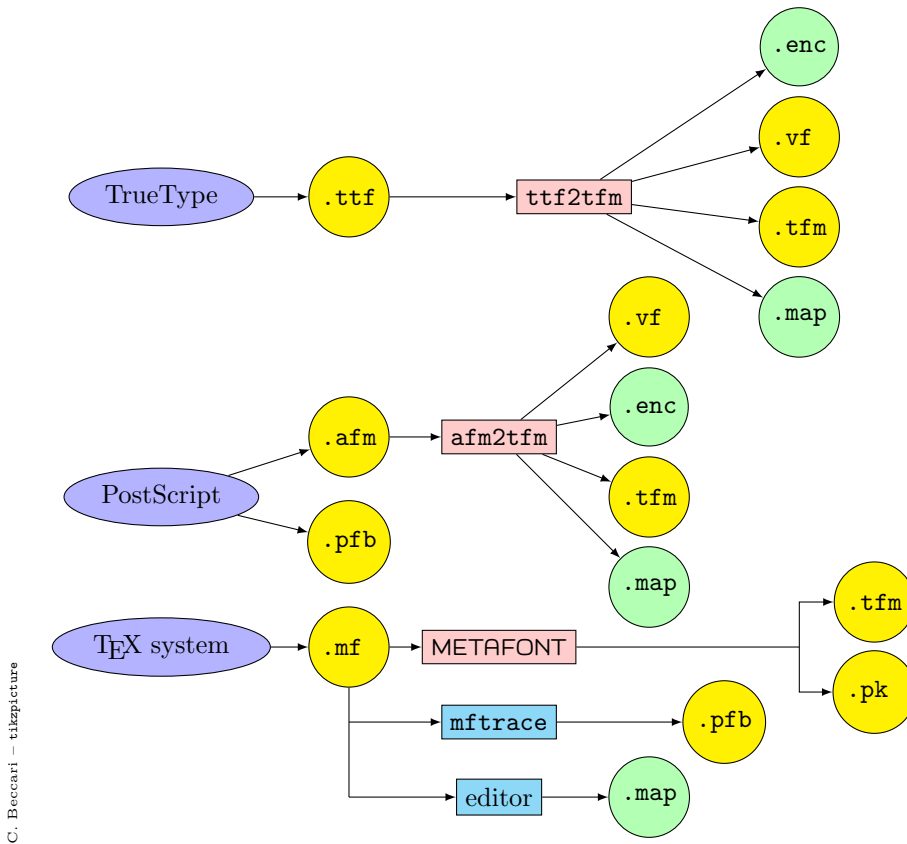 .enc
.vf
TrueType
.ttf
ttf2tfm
.tfm
.map
.vf
.enc
.afm
afm2tfm
PostScript
.tfm
.pfb
.map
.tfm
TEX system
.mf
METAFONT
.pk
mftrace
.pfb
editor
.map
C. Beccari – tikzpicture